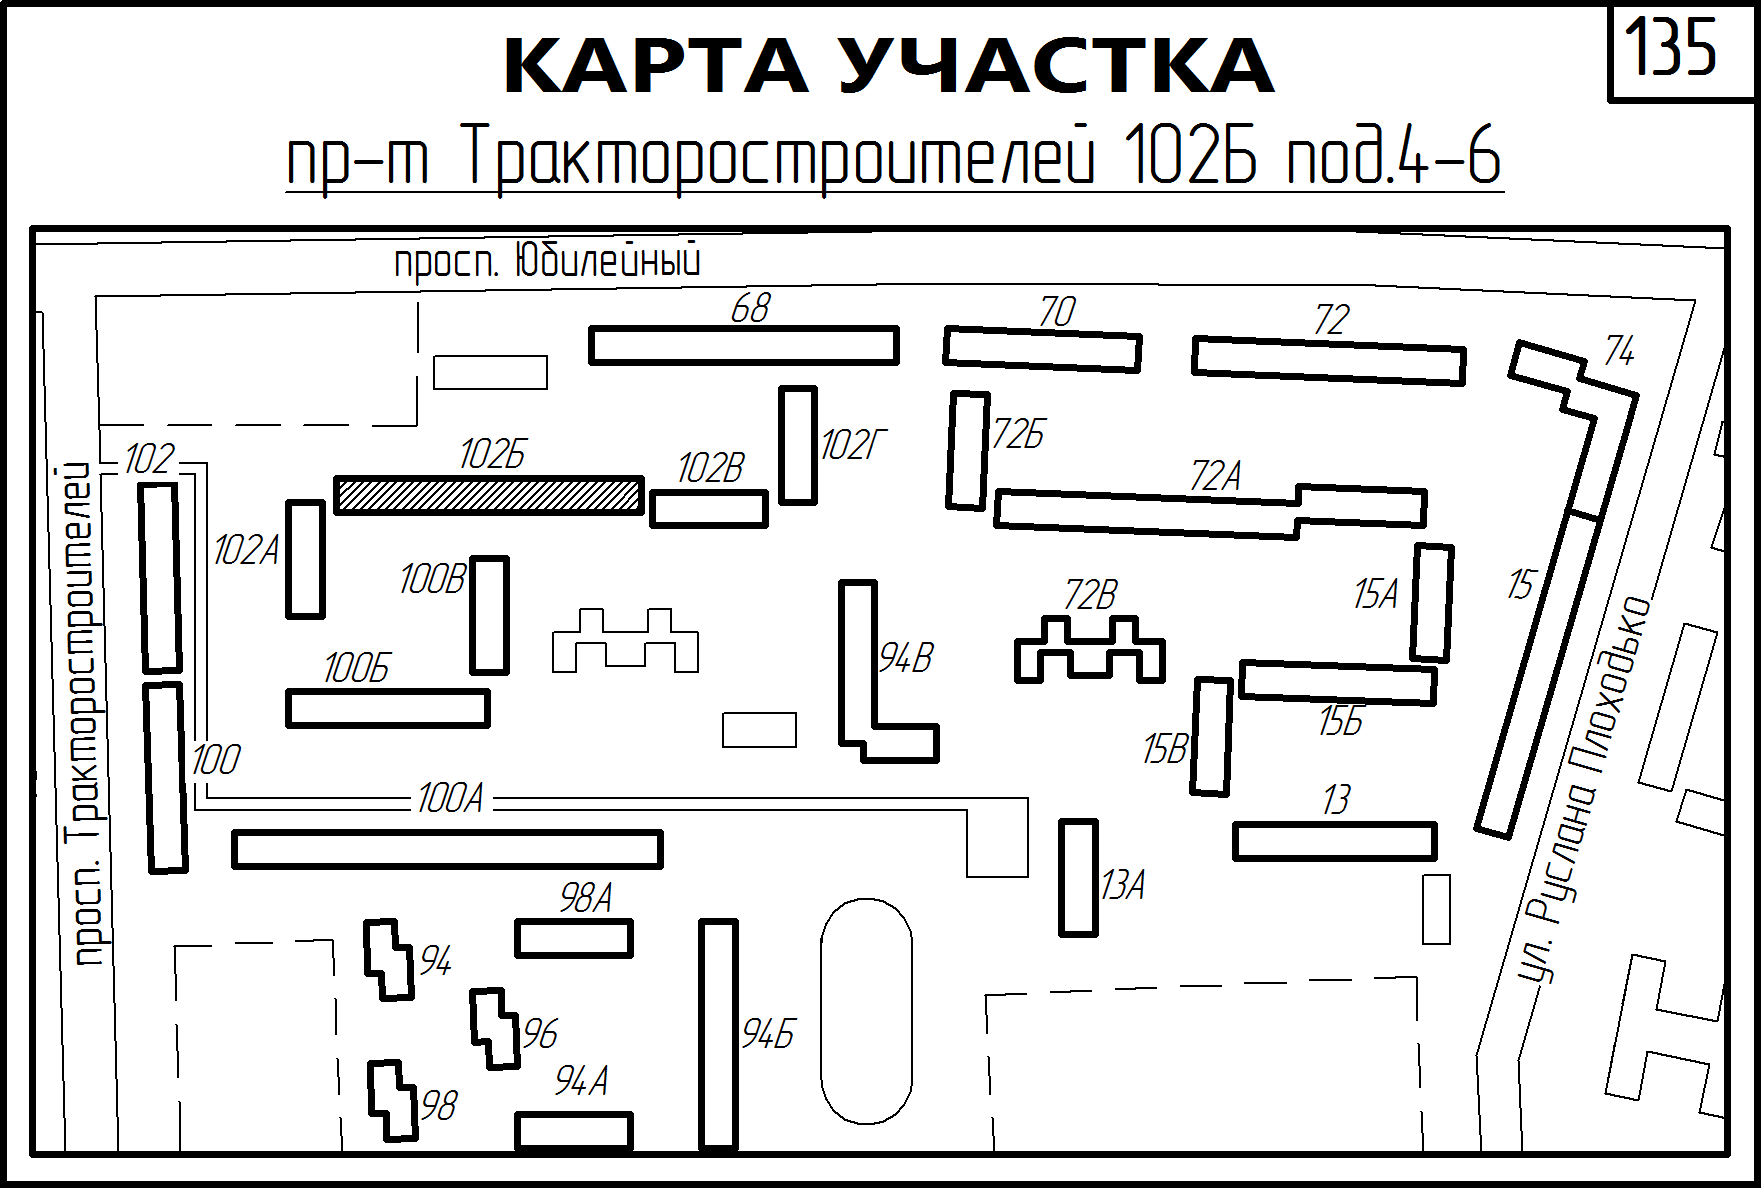 135
КАРТА УЧАСТКА
пр-т Тракторостроителей 102Б под.4-6
просп. Юбилейный
68
70
72
74
102
102Б
102В
102Г
72Б
72А
102А
100В
72В
15А
15
100Б
94В
15Б
15В
100
100А
13
13А
98А
94
96
94Б
94А
98
просп. Тракторостроителей
ул. Руслана Плоходько